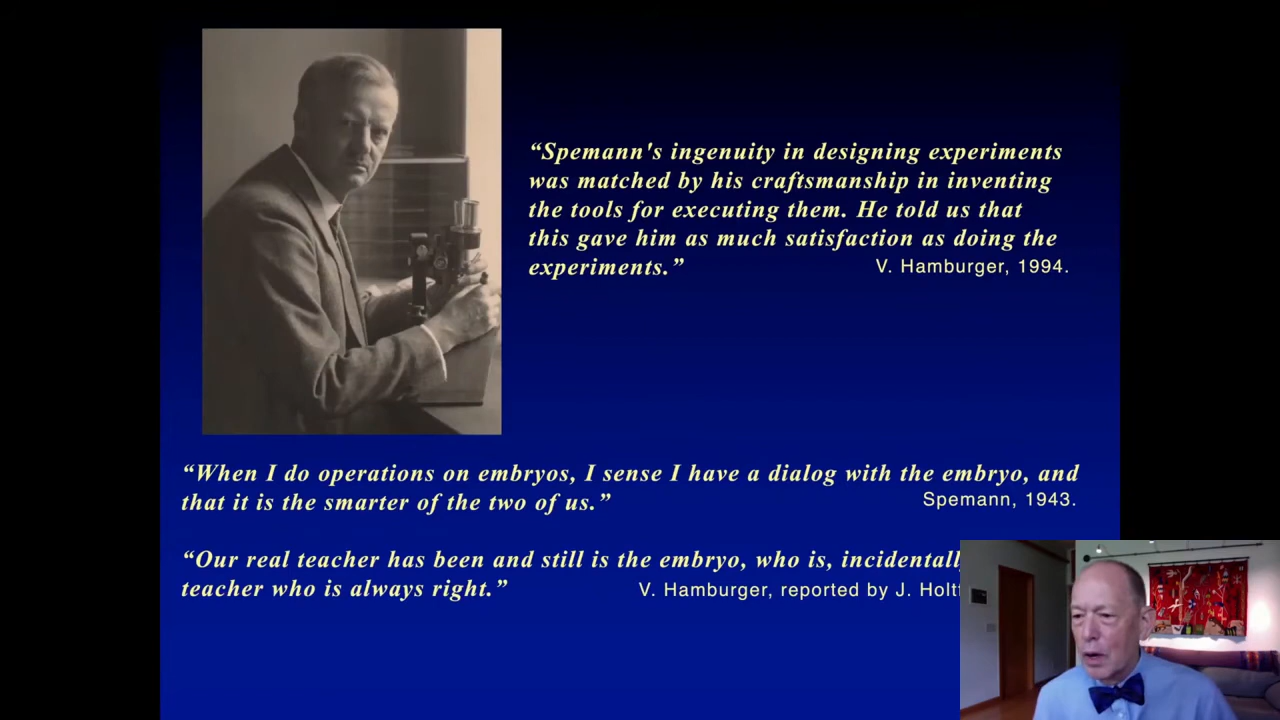 “Spemann's ingenuity in designing experiments
was matched by his craftsmanship in inventing
the tools for executing them. He told us that
this gave him as much satisfaction as doing the
experiments.” V. Hamburger, 1994.
“When I do operations on embryos, I sense I have a dialog with the embryo, and
that it is the smarter of the two of us.” Spemann, 1943.
“Our real teacher has been and still is the embryo, who is,
teacher who is always right.” V. Hamburger, reported by J.